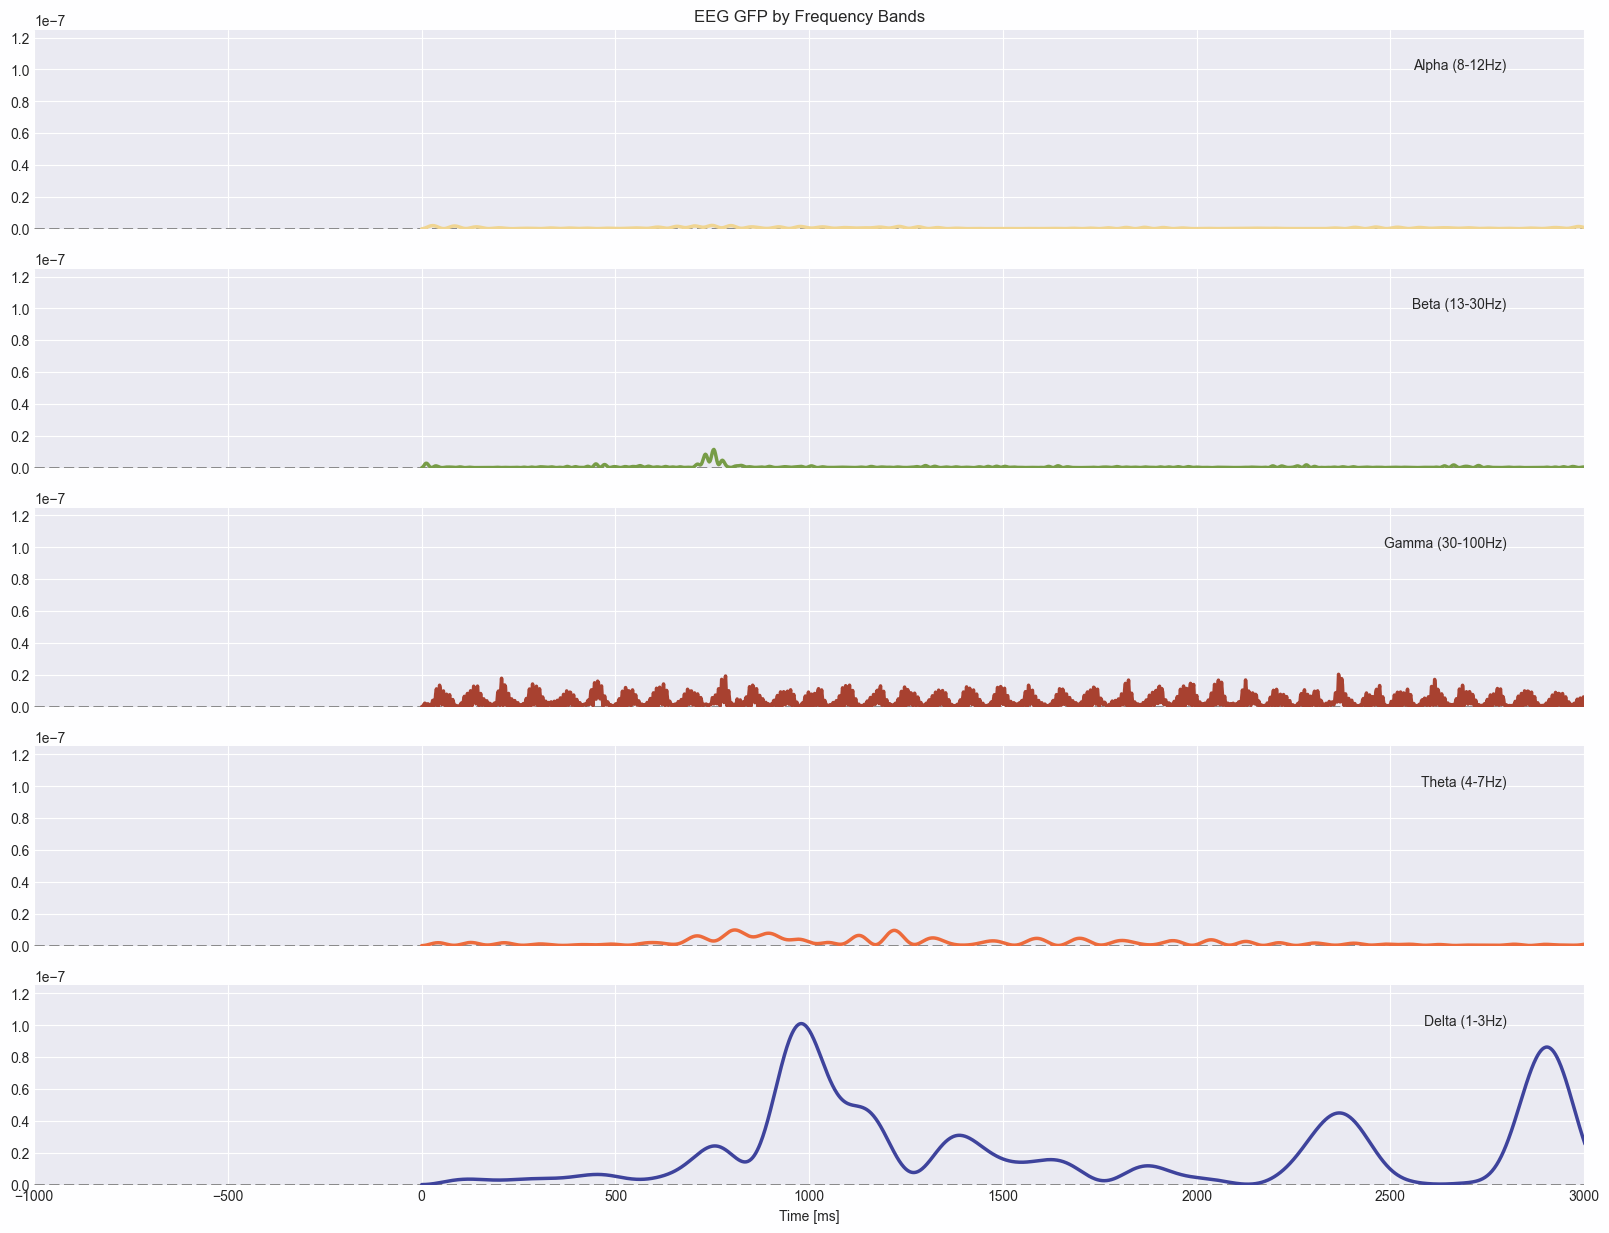 EEG GFP by Frequency Bands
1e−7
1.2
1.0
0.8
0.6
0.4
0.2
0.0
Alpha (8-12Hz)
1e−7
1.2
1.0
0.8
0.6
0.4
0.2
0.0
Beta (13-30Hz)
1e−7
1.2
1.0
0.8
0.6
0.4
0.2
0.0
Gamma (30-100Hz)
1e−7
1.2
1.0
0.8
0.6
0.4
0.2
0.0
Theta (4-7Hz)
1e−7
1.2
1.0
0.8
0.6
0.4
0.2
0.0
Delta (1-3Hz)
−1000 −500 0 500 1000 1500 2000 2500 3000
Time [ms]